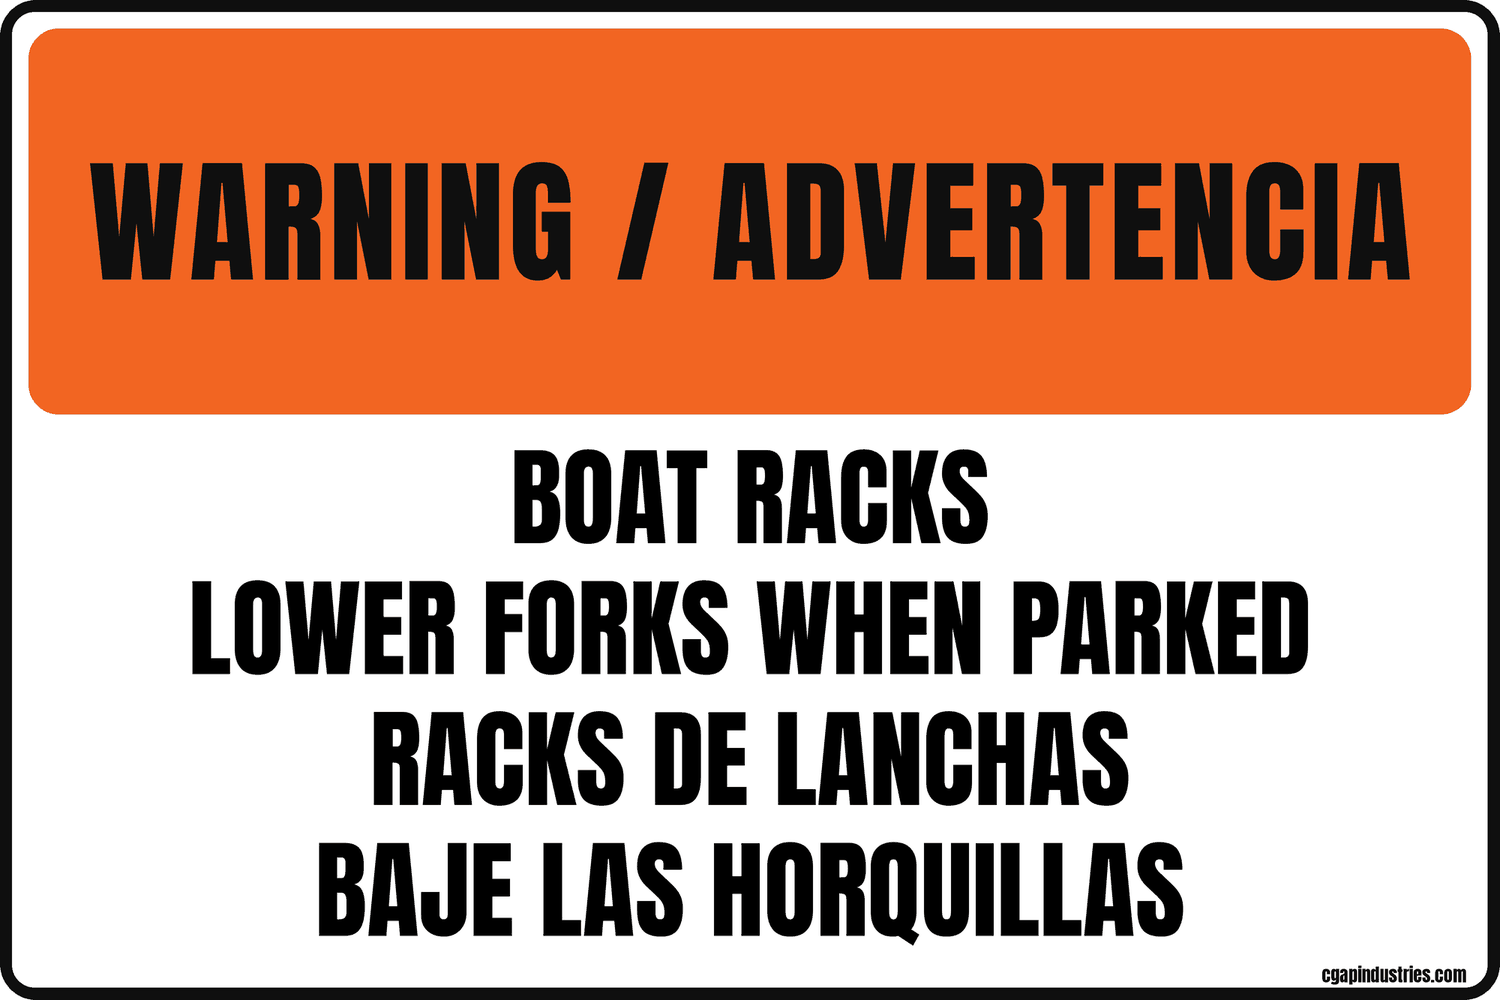 WARNING / ADVERTENCIA
BOAT RACKS
LOWER FORKS WHEN PARKED
RACKS DE LANCHAS
BAJE LAS HORQUILLAS
cgapindustries.com